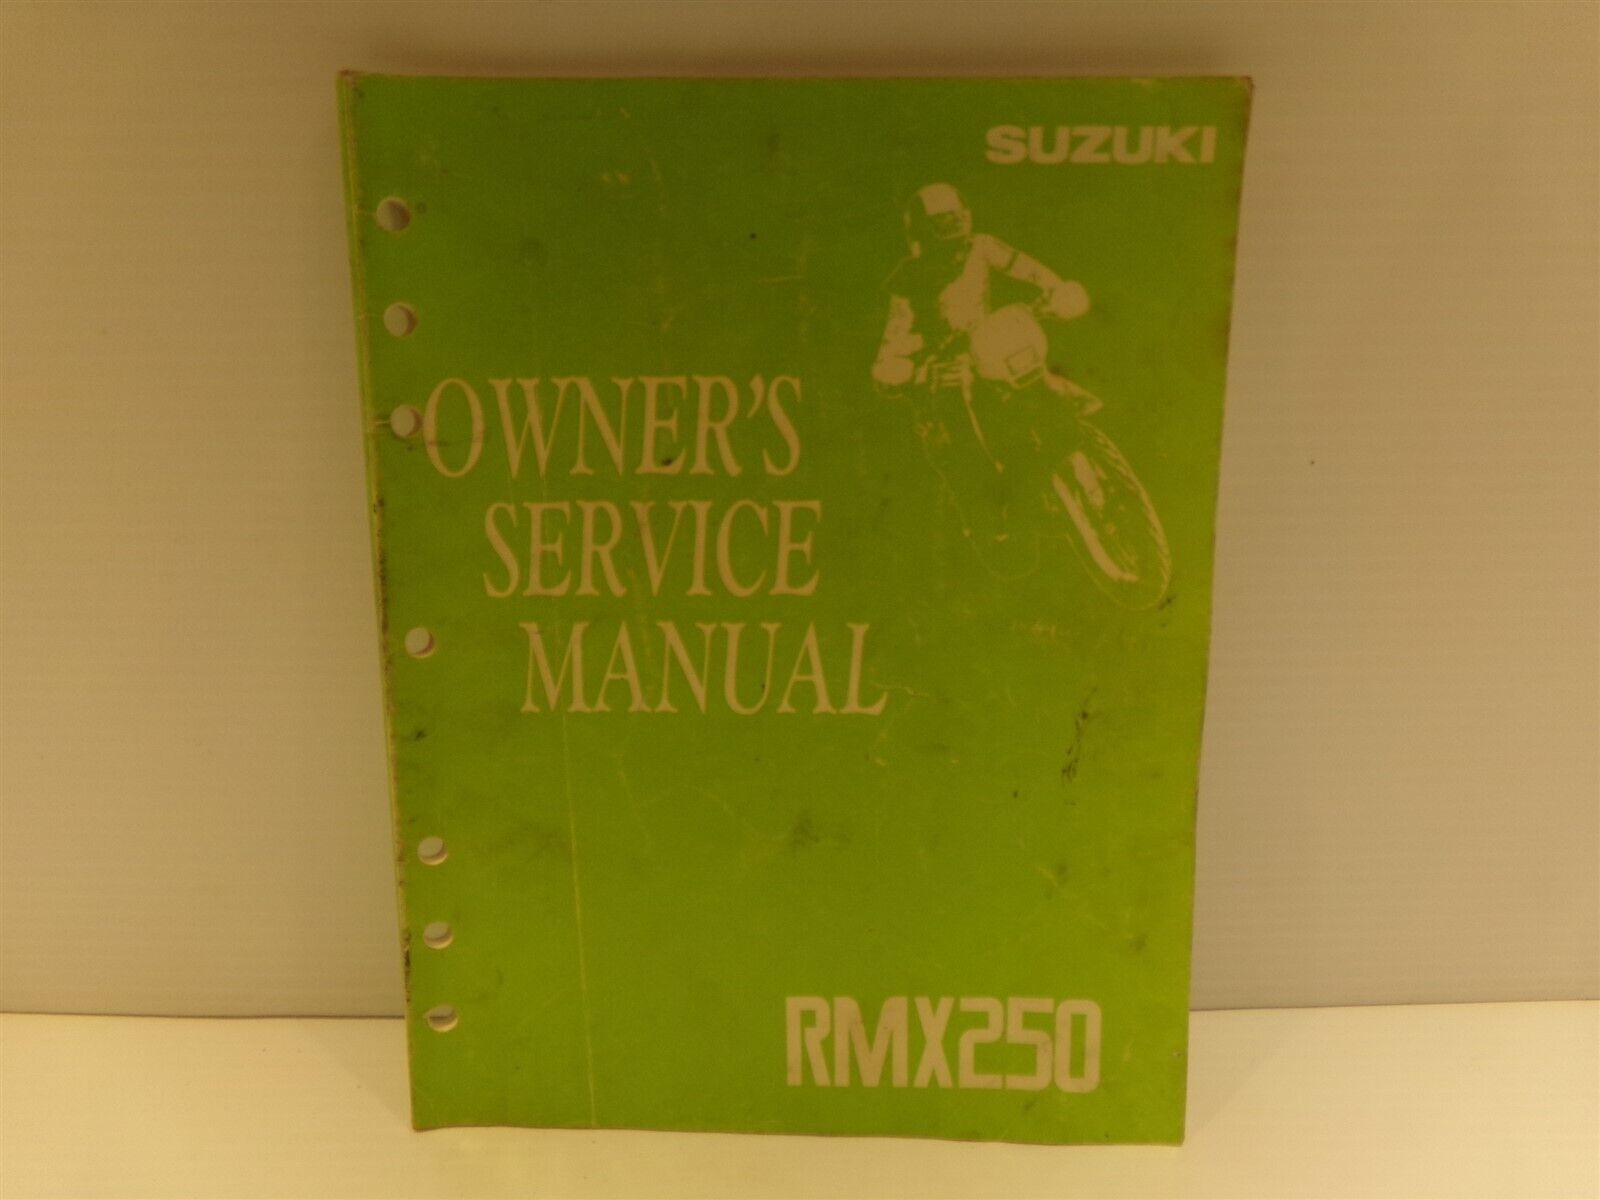 SUZUKI
OWNER'S
SERVICE
MANUAL
RMX250